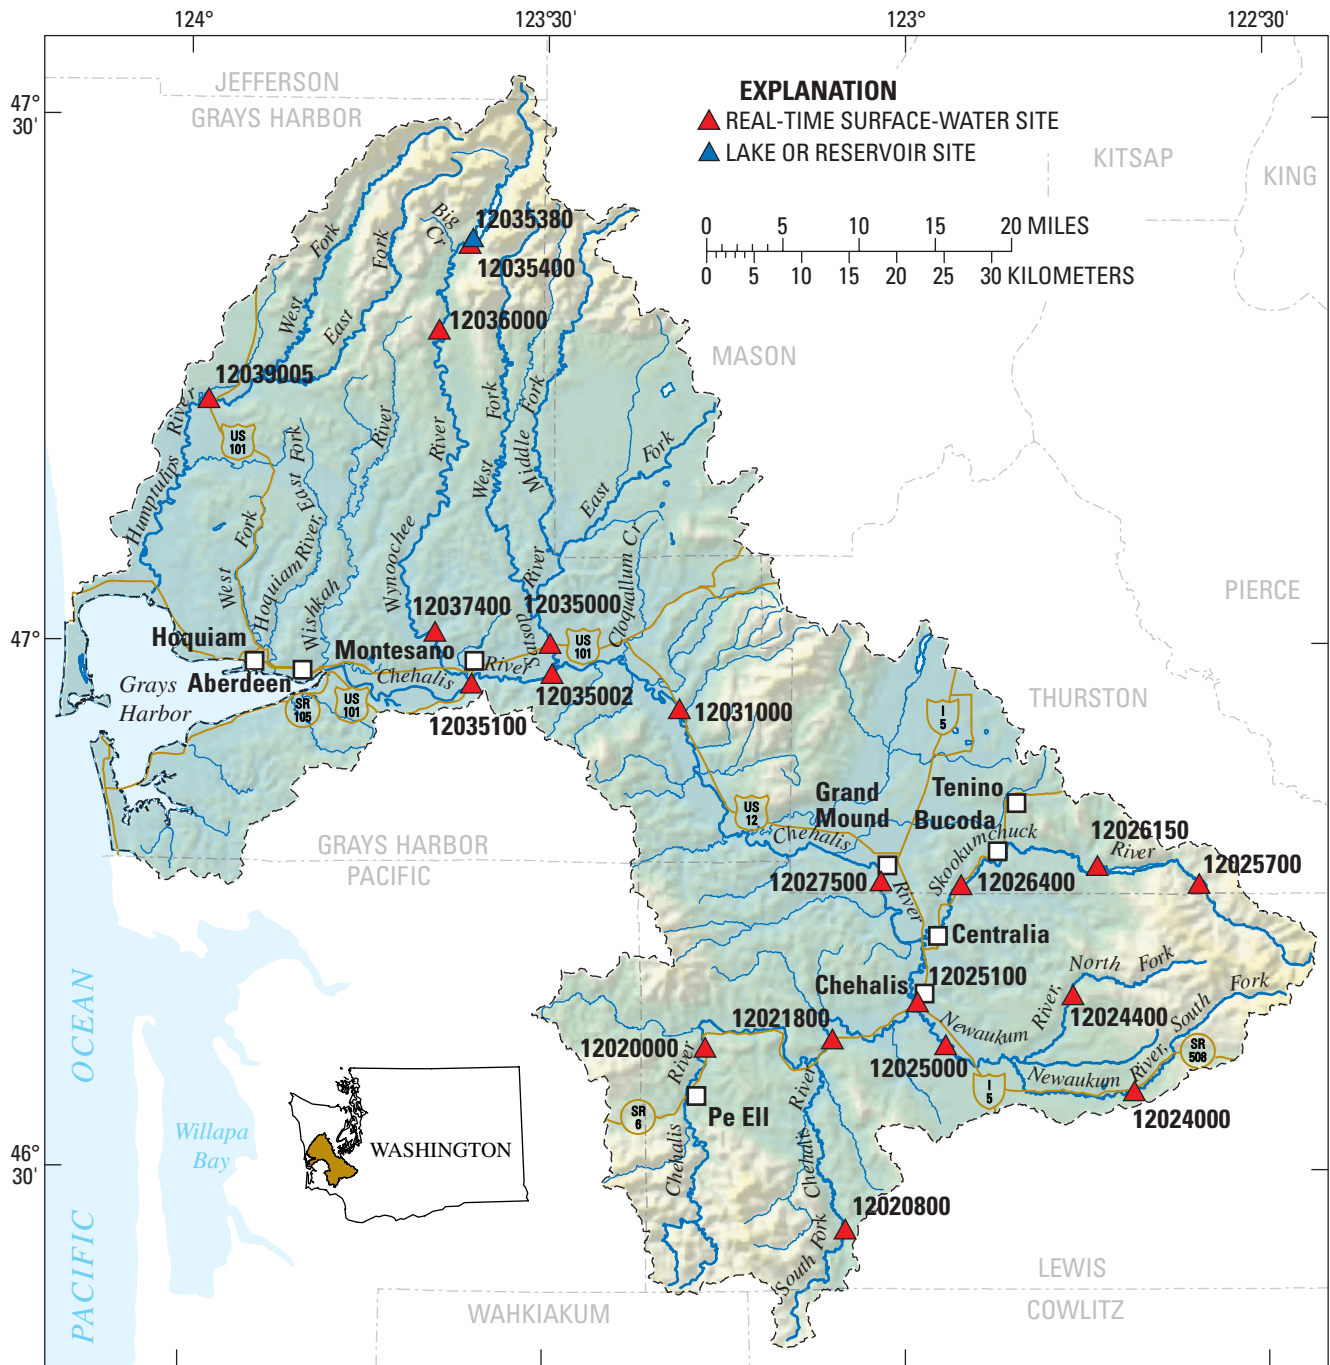 124°
123°30'
123°
122°30'
47°
30'
JEFFERSON
GRAYS HARBOR
EXPLANATION
REAL-TIME SURFACE-WATER SITE
LAKE OR RESERVOIR SITE
KITSAP
KING
0 5 10 15 20 MILES
0 5 10 15 20 25 30 KILOMETERS
Big
Cr
12035380
12035400
West Fork
East Fork
12036000
MASON
12039005
Humptulips River
US
101
West Fork
Hoquiam River, East Fork
Wishkah River
Wynoochee River
West Fork
Middle Fork
East Fork
Satsop River
Cloquallum Cr
PIERCE
47°
12037400
12035000
Hoquiam
Montesano
US
101
Aberdeen
Chehalis River
Grays
Harbor
SR
105
US
101
12035100
12035002
12031000
THURSTON
I
5
Tenino
Grand
Mound
Bucoda
US
12
Chehalis River
Skookumchuck River
12026150
12025700
GRAYS HARBOR
PACIFIC
12027500
12026400
Centralia
North Fork
Chehalis
12025100
River,
South Fork
12024400
12021800
Newaukum
12020000
12025000
River,
SR
508
River
River
Newaukum
I
5
SR
6
Pe Ell
12024000
Chehalis
Chehalis
Willapa
Bay
WASHINGTON
46°
30'
12020800
South Fork
PACIFIC OCEAN
LEWIS
COWLITZ
WAHKIAKUM